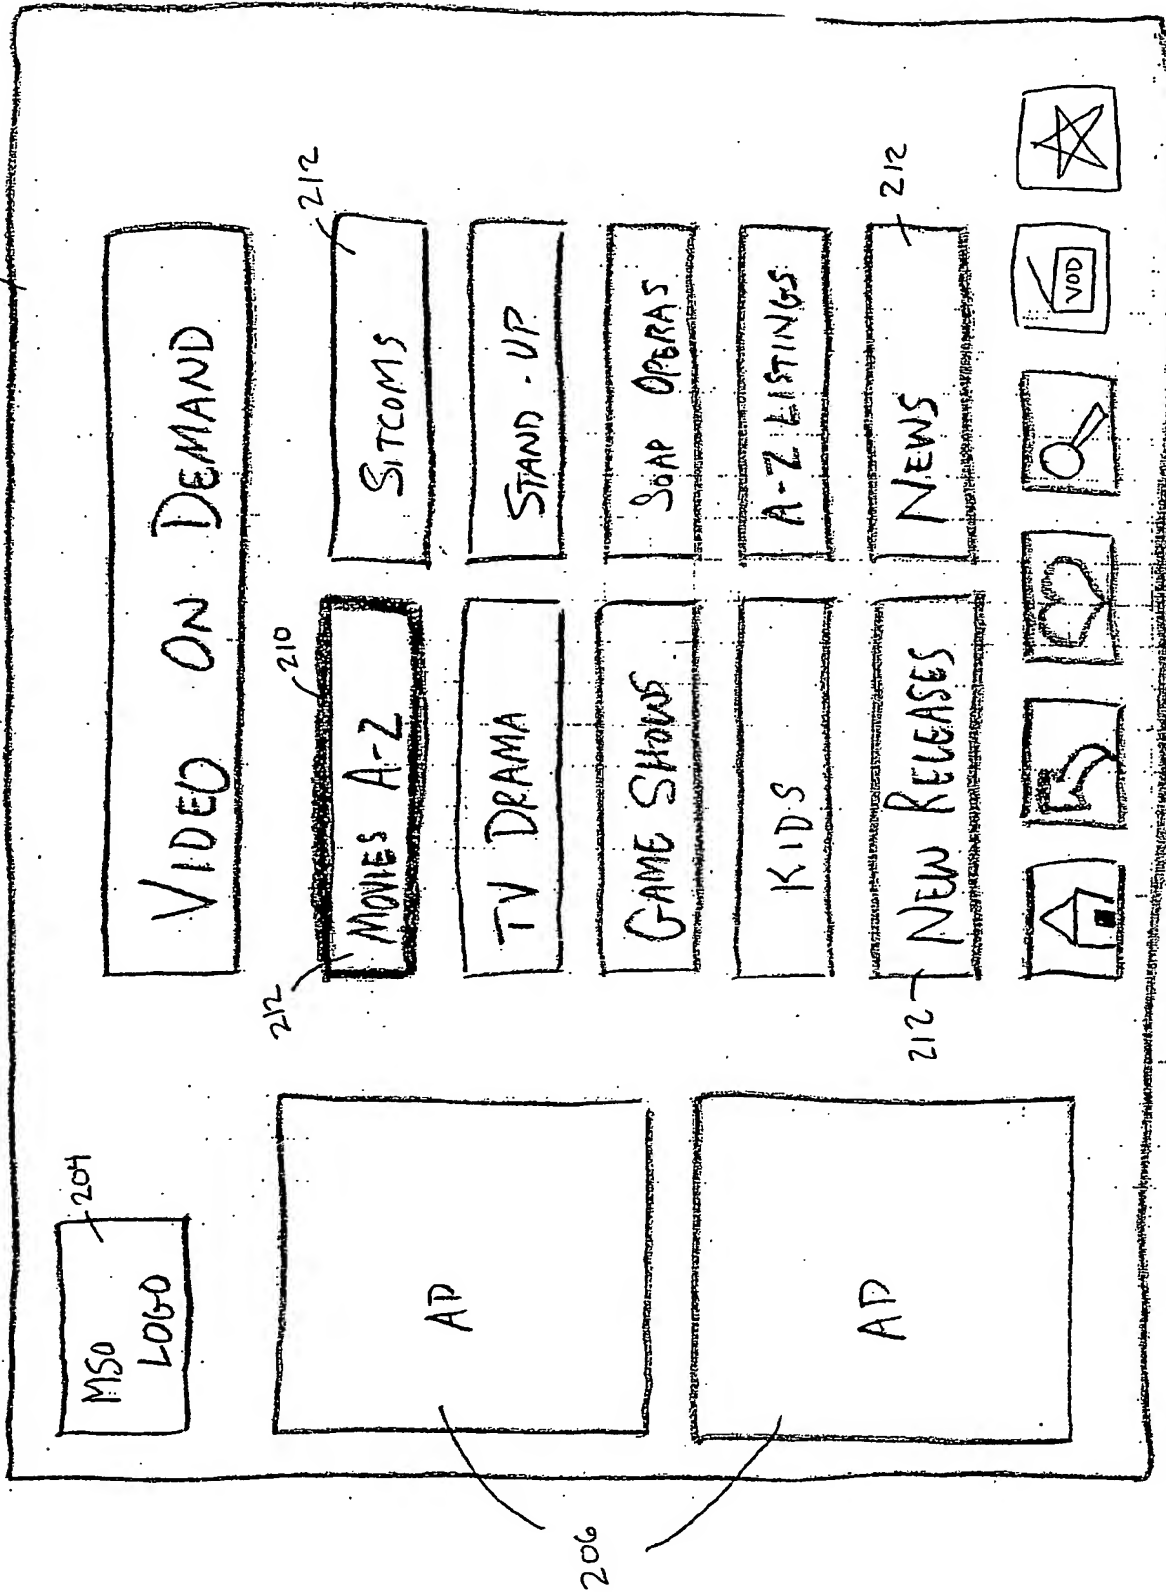 MSO
LOGO
204
VIDEO ON DEMAND
212
210
212
MOVIES A-Z
SITCOMS
AD
TV DRAMA
STAND-UP
GAME SHOWS
SOAP OPERAS
206
KIDS
A-Z LISTINGS
AD
212
NEW RELEASES
NEWS
212
VOD